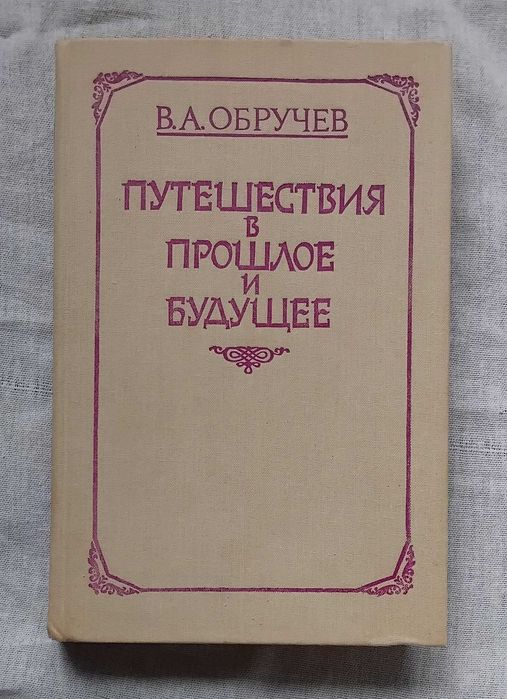 В.А.ОБРУЧЕВ
ПУТЕШЕСТВИЯ
В
ПРОШЛОЕ
И
БУДУЩЕЕ